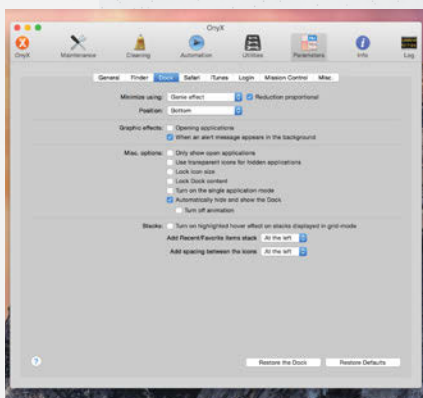 OnyX
OnyX Maintenance Cleaning Automation Utilities Parameters Info Log
General Finder Dock Safari iTunes Login Mission Control Misc.
Minimize using: Genie effect Reduction proportional
Position: Bottom
Graphic effects: Opening applications
When an alert message appears in the background
Misc. options: Only show open applications
Use transparent icons for hidden applications
Lock icon size
Lock Dock content
Turn on the single application mode
Automatically hide and show the Dock
Turn off animation
Stacks: Turn on highlighted hover effect on stacks displayed in grid-mode
Add Recent/Favorite items stack At the left
Add spacing between the icons At the left
? Restore the Dock Restore Defaults